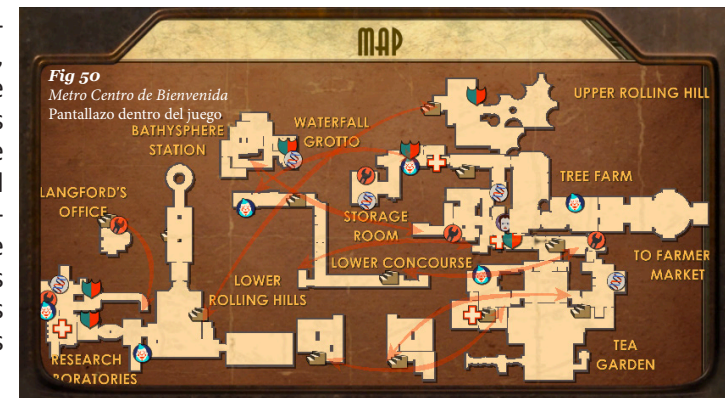 MAP
Fig 50
Metro Centro de Bienvenida
Pantallazo dentro del juego
BATHYSPHERE
STATION
WATERFALL
GROTTO
UPPER ROLLING HILL
LANGFORD'S
OFFICE
TREE FARM
STORAGE
ROOM
LOWER CONCOURSE
TO FARMER
MARKET
LOWER
ROLLING HILLS
TEA
GARDEN
RESEARCH
BORATORIES